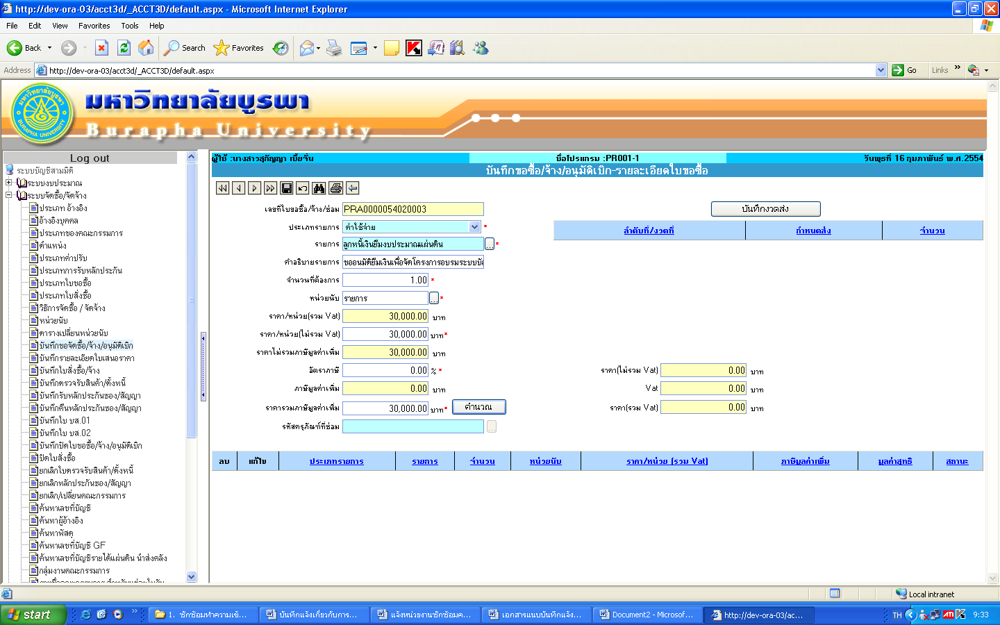 http://dev-ora-03/acct3d/_ACCT3D/default.aspx - Microsoft Internet Explorer
File Edit View Favorites Tools Help
Back Search Favorites
Address http://dev-ora-03/acct3d/_ACCT3D/default.aspx Go Links »
มหาวิทยาลัยบูรพา
Burapha University
BURAPHA UNIVERSITY
Log out
ระบบบัญชีสามมิติ
ระบบงบประมาณ
ระบบจัดซื้อ/จัดจ้าง
ประเภท อ้างอิง
อ้างอิงบุคคล
ประเภทของคณะกรรมการ
ตำแหน่ง
ประเภทค่าปรับ
ประเภทการรับหลักประกัน
ประเภทใบขอซื้อ
ประเภทใบสั่งซื้อ
วิธีการจัดซื้อ / จัดจ้าง
หน่วยนับ
ตารางเปลี่ยนหน่วยนับ
บันทึกขอจัดซื้อ/จ้าง/อนุมัติเบิก
บันทึกรายละเอียดใบเสนอราคา
บันทึกใบสั่งซื้อ/จ้าง
บันทึกตรวจรับสินค้า/ตั้งหนี้
บันทึกรับหลักประกันซอง/สัญญา
บันทึกคืนหลักประกันซอง/สัญญา
บันทึกใบ บส.01
บันทึกใบ บส.02
บันทึกปิดใบขอซื้อ/จ้าง/อนุมัติเบิก
ปิดใบสั่งซื้อ
ยกเลิกใบตรวจรับสินค้า/ตั้งหนี้
ยกเลิกหลักประกันซอง/สัญญา
ยกเลิก/เปลี่ยนคณะกรรมการ
ค้นหาเลขที่บัญชี
ค้นหาผู้อ้างอิง
ค้นหาพัสดุ
ค้นหาเลขที่บัญชี GF
ค้นหาเลขที่บัญชีรายได้แผ่นดิน นำส่งคลัง
กลุ่มงานคณะกรรมการ
ผู้ใช้ :นางสาวสุกัญญา เบี้ยจั่น ชื่อโปรแกรม :PR001-1 วันพุธที่ 16 กุมภาพันธ์ พ.ศ.2554
บันทึกขอซื้อ/จ้าง/อนุมัติเบิก-รายละเอียดใบขอซื้อ
เลขที่ใบขอซื้อ/จ้าง/ซ่อม PRA0000054020003 บันทึกงวดส่ง
ประเภทรายการ ค่าใช้จ่าย * ลำดับที่/งวดที่ กำหนดส่ง จำนวน
รายการ ลูกหนี้เงินยืมงบประมาณแผ่นดิน ... *
คำอธิบายรายการ ขออนุมัติยืมเงินเพื่อจัดโครงการอบรมระบบบัญ
จำนวนที่ต้องการ 1.00 *
หน่วยนับ รายการ ... *
ราคา/หน่วย(รวม Vat) 30,000.00 บาท
ราคา/หน่วย(ไม่รวม Vat) 30,000.00 บาท*
ราคาไม่รวมภาษีมูลค่าเพิ่ม 30,000.00 บาท
อัตราภาษี 0.00 % * ราคา(ไม่รวม Vat) 0.00 บาท
ภาษีมูลค่าเพิ่ม 0.00 บาท Vat 0.00 บาท
ราคารวมภาษีมูลค่าเพิ่ม 30,000.00 บาท* คำนวณ ราคา(รวม Vat) 0.00 บาท
รหัสครุภัณฑ์ที่ซ่อม ...
ลบ แก้ไข ประเภทรายการ รายการ จำนวน หน่วยนับ ราคา/หน่วย (รวม Vat) ภาษีมูลค่าเพิ่ม มูลค่าสุทธิ สถานะ
Local intranet
start » 1. ซักซ้อมทำความเข้... บันทึกแจ้งเกี่ยวกับการ... แจ้งหน่วยงานซักซ้อมค... เอกสารแนบบันทึกแจ้ง... Document2 - Microsof... http://dev-ora-03/ac... TH ATI 9:33